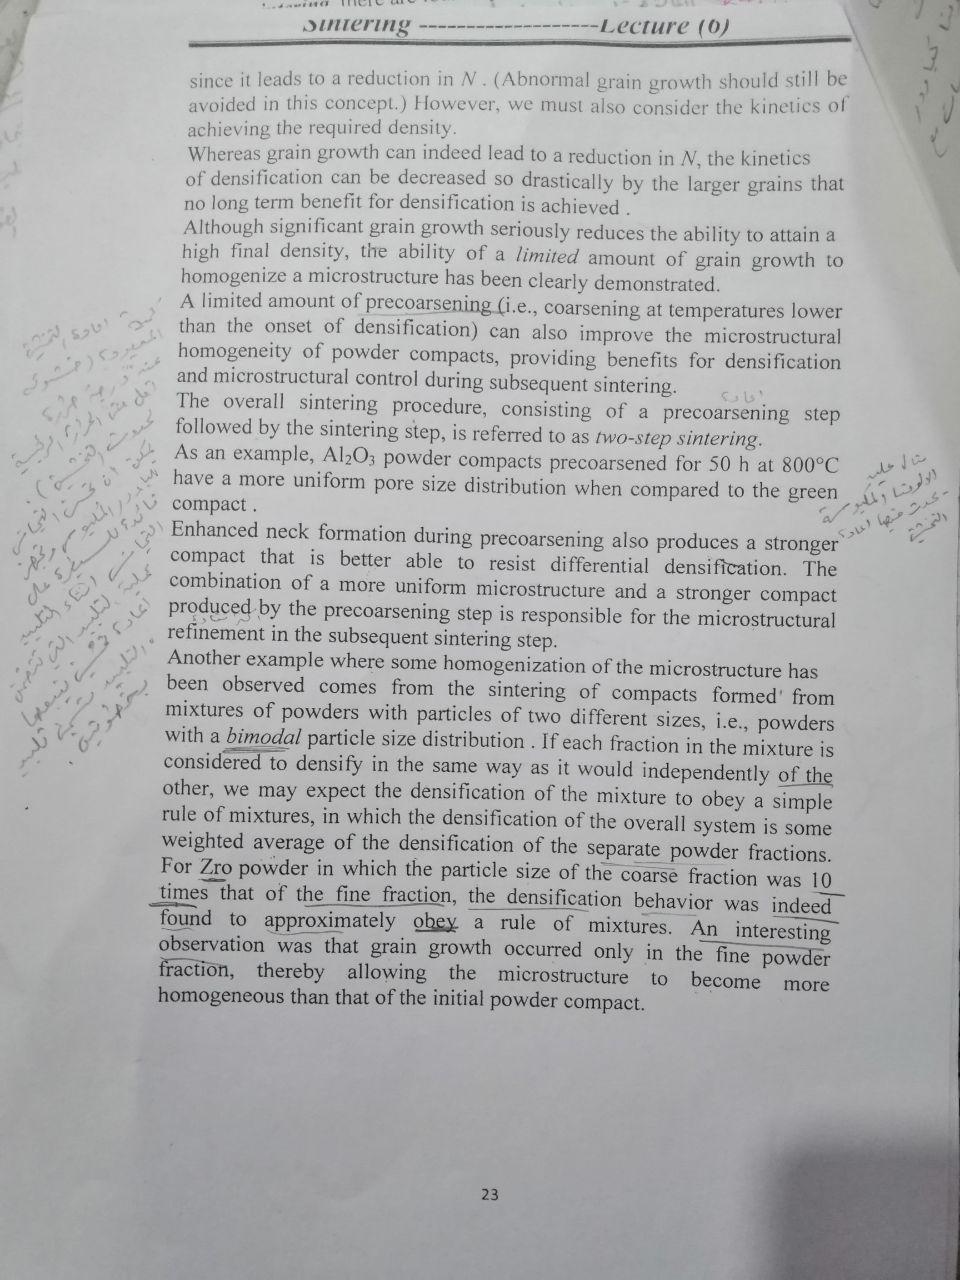 Sintering --------------------Lecture (6)
since it leads to a reduction in N . (Abnormal grain growth should still be
avoided in this concept.) However, we must also consider the kinetics of
achieving the required density.
Whereas grain growth can indeed lead to a reduction in N, the kinetics
of densification can be decreased so drastically by the larger grains that
no long term benefit for densification is achieved .
Although significant grain growth seriously reduces the ability to attain a
high final density, the ability of a limited amount of grain growth to
homogenize a microstructure has been clearly demonstrated.
A limited amount of precoarsening (i.e., coarsening at temperatures lower
than the onset of densification) can also improve the microstructural
homogeneity of powder compacts, providing benefits for densification
and microstructural control during subsequent sintering.
The overall sintering procedure, consisting of a precoarsening step
followed by the sintering step, is referred to as two-step sintering.
As an example, Al₂O₃ powder compacts precoarsened for 50 h at 800°C
have a more uniform pore size distribution when compared to the green
compact .
Enhanced neck formation during precoarsening also produces a stronger
compact that is better able to resist differential densification. The
combination of a more uniform microstructure and a stronger compact
produced by the precoarsening step is responsible for the microstructural
refinement in the subsequent sintering step.
Another example where some homogenization of the microstructure has
been observed comes from the sintering of compacts formed from
mixtures of powders with particles of two different sizes, i.e., powders
with a bimodal particle size distribution . If each fraction in the mixture is
considered to densify in the same way as it would independently of the
other, we may expect the densification of the mixture to obey a simple
rule of mixtures, in which the densification of the overall system is some
weighted average of the densification of the separate powder fractions.
For Zro powder in which the particle size of the coarse fraction was 10
times that of the fine fraction, the densification behavior was indeed
found to approximately obey a rule of mixtures. An interesting
observation was that grain growth occurred only in the fine powder
fraction, thereby allowing the microstructure to become more
homogeneous than that of the initial powder compact.
23